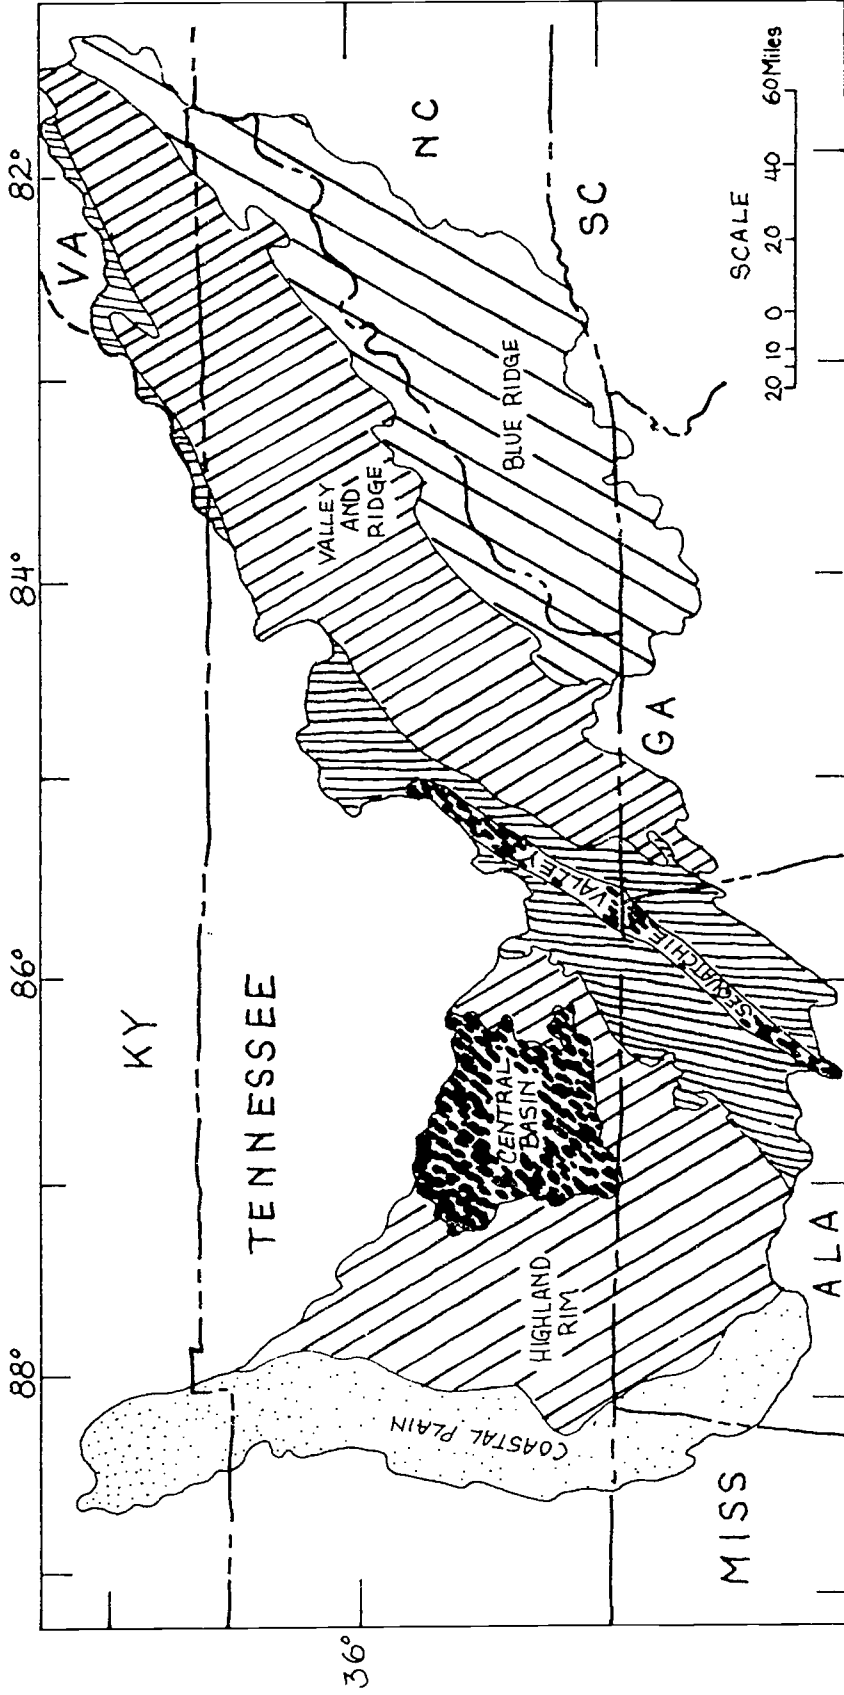 88°
86°
84°
82°
KY
VA
TENNESSEE
VALLEY
AND
RIDGE
NC
36°
COASTAL PLAIN
HIGHLAND
RIM
CENTRAL
BASIN
SEQUATCHIE VALLEY
BLUE RIDGE
SC
MISS
ALA
GA
SCALE
20 10 0 20 40 60 Miles